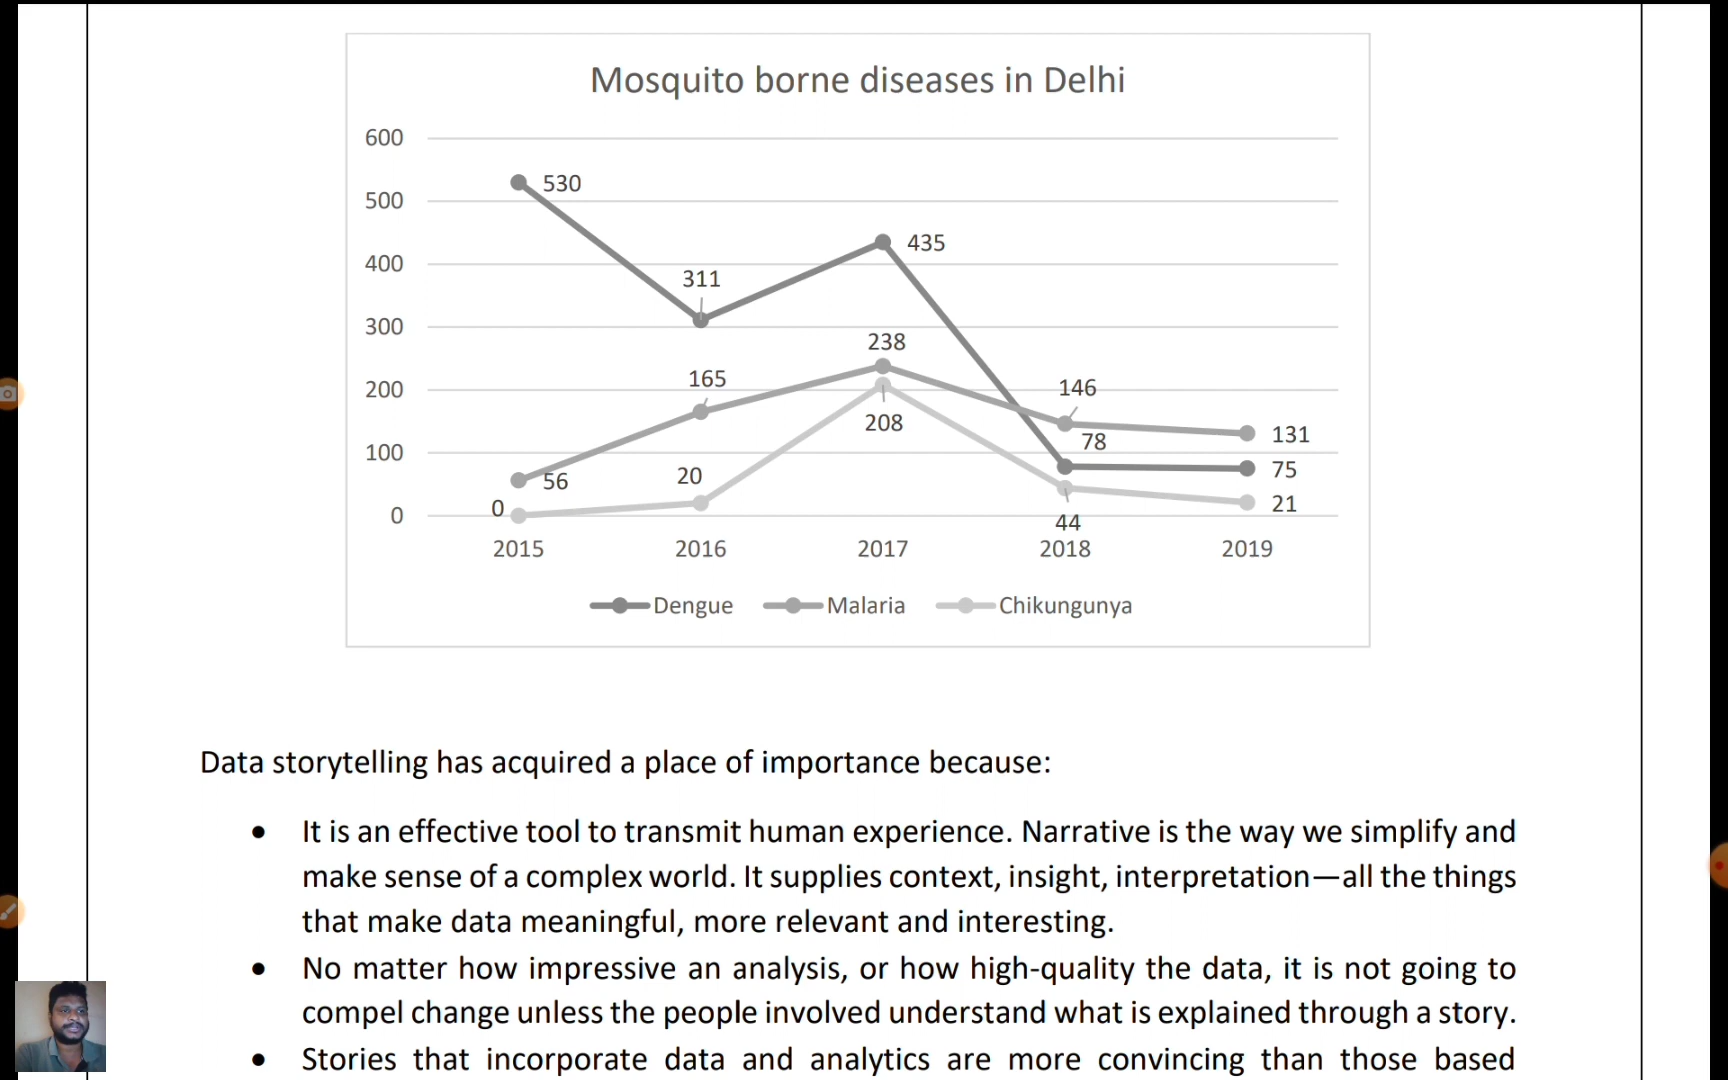 Mosquito borne diseases in Delhi
600
530
500
435
400
311
300
238
200
165
146
208
78
131
100
56
20
75
0
21
0
44
2015 2016 2017 2018 2019
Dengue Malaria Chikungunya
Data storytelling has acquired a place of importance because:
• It is an effective tool to transmit human experience. Narrative is the way we simplify and
make sense of a complex world. It supplies context, insight, interpretation—all the things
that make data meaningful, more relevant and interesting.
• No matter how impressive an analysis, or how high-quality the data, it is not going to
compel change unless the people involved understand what is explained through a story.
• Stories that incorporate data and analytics are more convincing than those based